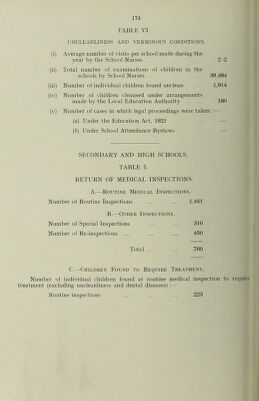 174
TABLE VI
UNCLEANLINESS AND VERMINOUS CONDITIONS.
(i) Average number of visits per school made during the
year by the School Nurses ... 2·2
(ii) Total number of examinations of children in the
schools by School Nurses ... 39,484
(iii) Number of individual children found unclean ... 1,914
(iv) Number of children cleansed under arrangements
made by the Local Education Authority 180
(v) Number of cases in which legal proceedings were taken :—
(a) Under the Education Act, 1921 ... —
(b) Under School Attendance Byelaws ... —
SECONDARY AND HIGH SCHOOLS.
TABLE I.
RETURN OF MEDICAL INSPECTIONS.
A.—Routine Medical Inspections.
Number of Routine Inspections ... ... 1,441
B.—Other Inspections.
Number of Special Inspections ... ... 310
Number of Re-inspections ... ... ... 450
Total ... ... 760
C.—Children Found to Require Treatment.
Number of individual children found at routine medical inspection to require
treatment (excluding uncleanliness and dental diseases) :—
Routine inspections ... ... 223